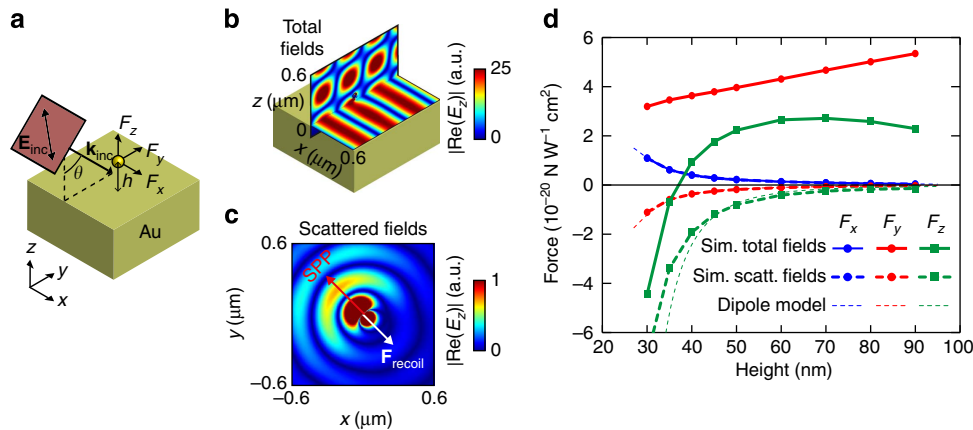 a
E_inc
k_inc
θ
F_z
F_y
F_x
h
Au
z
y
x
b
Total
fields
0.6
z (μm)
0
x (μm)
0.6
25
0
|Re(E_z)| (a.u.)
c
Scattered fields
0.6
y (μm)
−0.6
−0.6
x (μm)
0.6
SPP
F_recoil
1
0
|Re(E_z)| (a.u.)
d
Force (10⁻²⁰ N W⁻¹ cm²)
6
4
2
0
−2
−4
−6
F_x F_y F_z
Sim. total fields
Sim. scatt. fields
Dipole model
20 30 40 50 60 70 80 90 100
Height (nm)